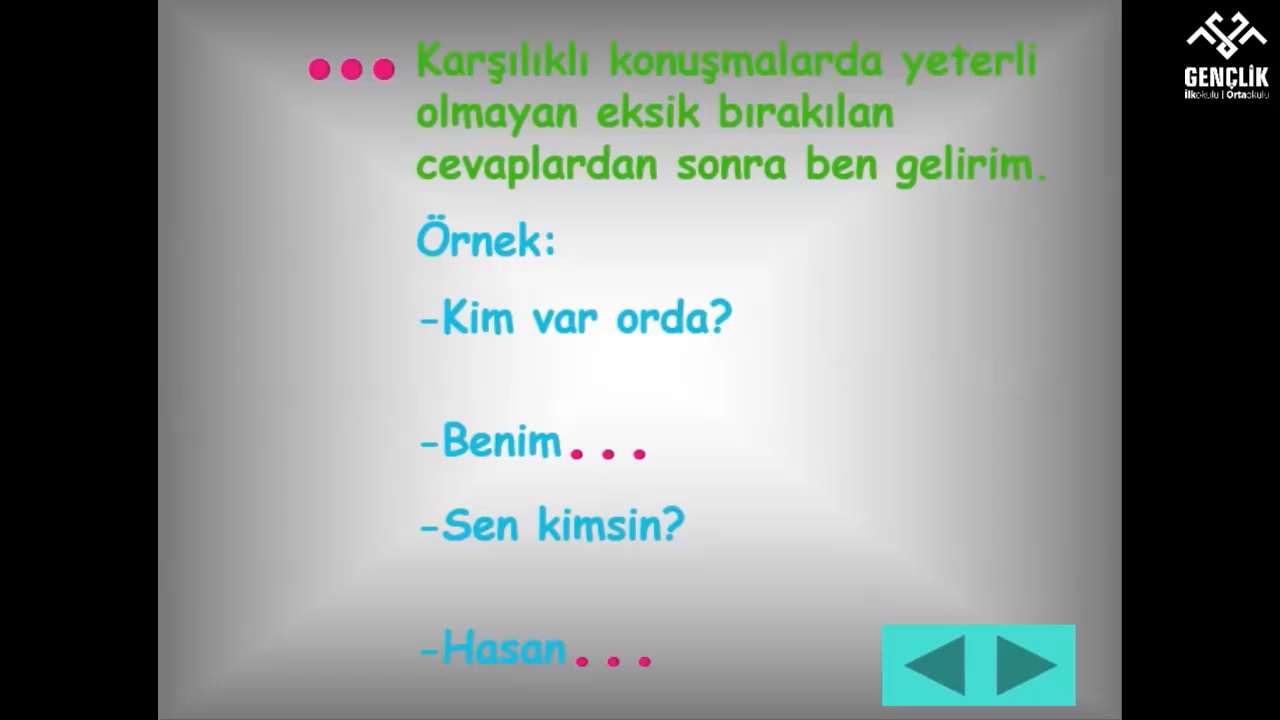 GENÇLİK
İlkokulu | Ortaokulu
... Karşılıklı konuşmalarda yeterli
olmayan eksik bırakılan
cevaplardan sonra ben gelirim.
Örnek:
-Kim var orda?
-Benim...
-Sen kimsin?
-Hasan...